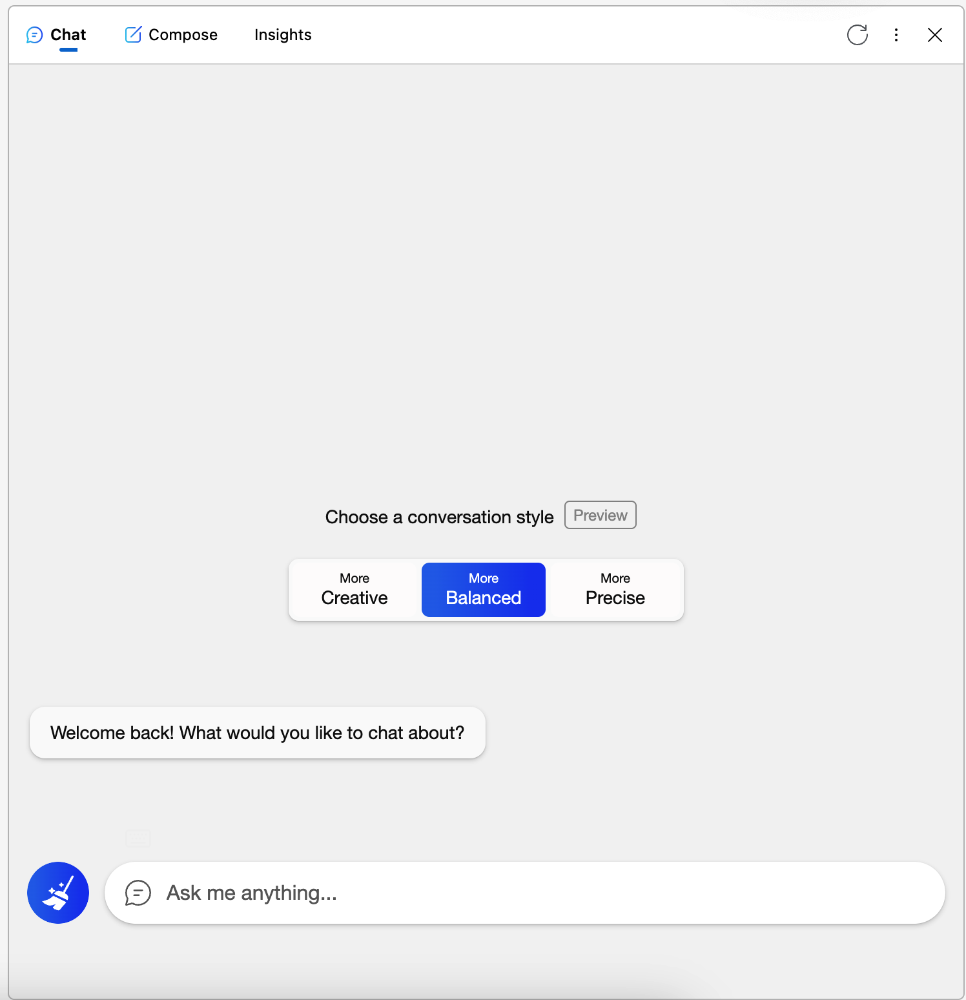 Chat Compose Insights
Choose a conversation style Preview
More More More
Creative Balanced Precise
Welcome back! What would you like to chat about?
Ask me anything...